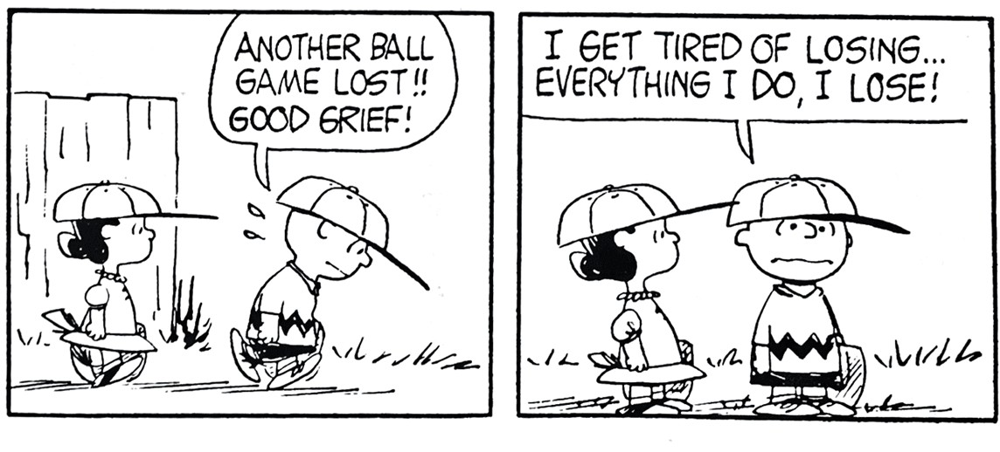 ANOTHER BALL
GAME LOST!!
GOOD GRIEF!
I GET TIRED OF LOSING...
EVERYTHING I DO, I LOSE!